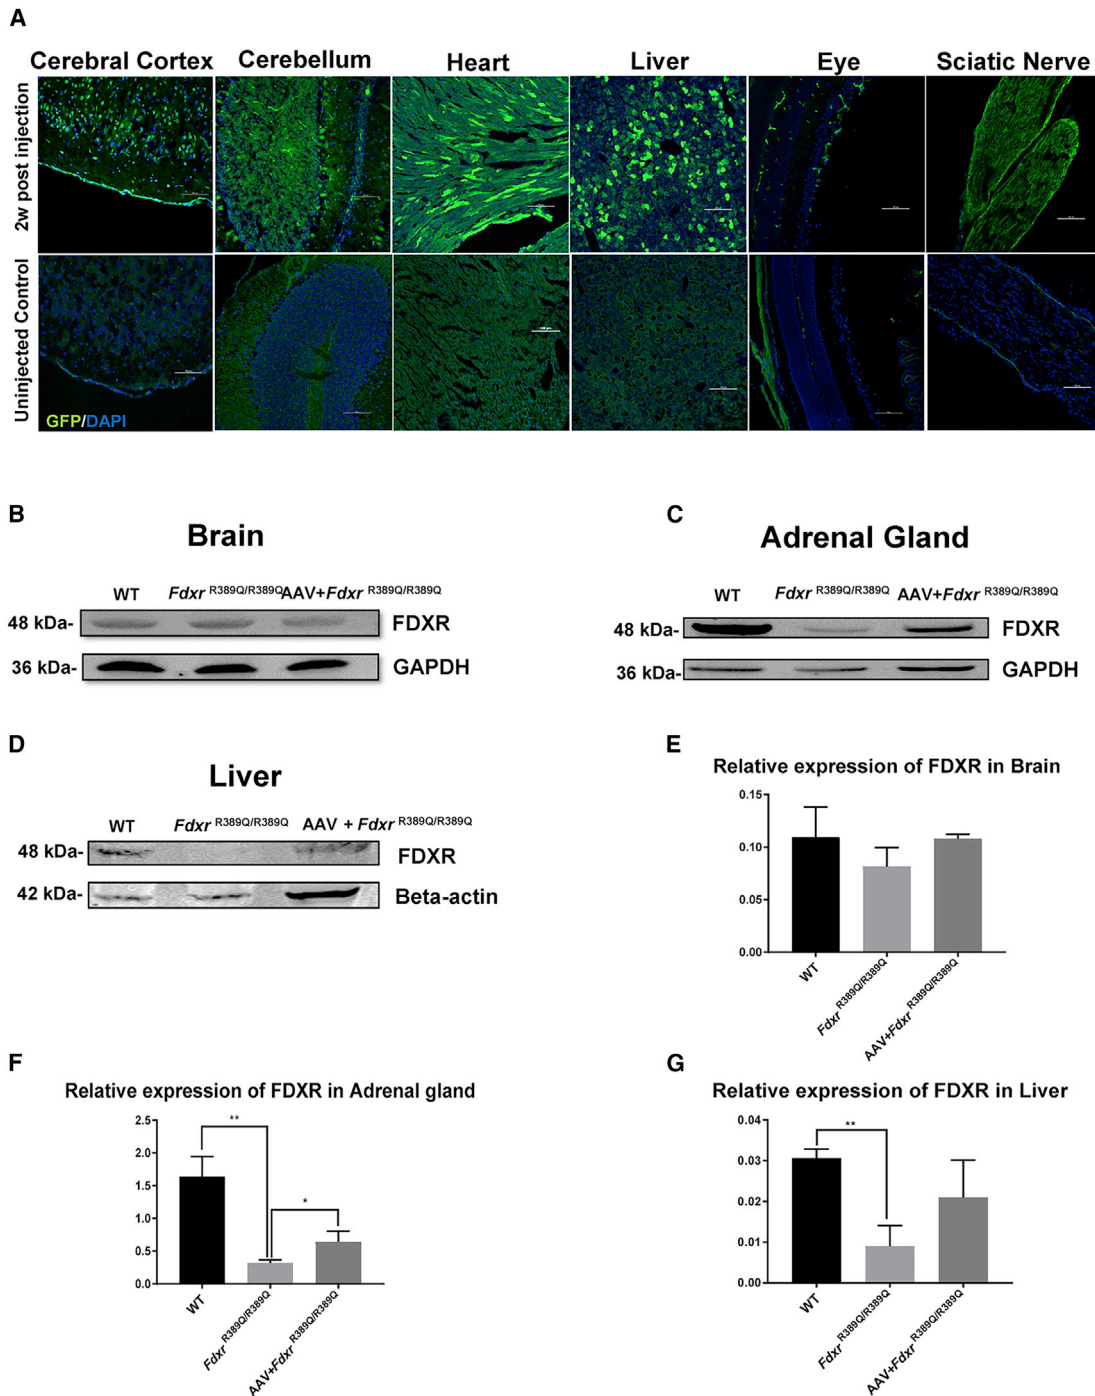 A
Cerebral Cortex Cerebellum Heart Liver Eye Sciatic Nerve
2w post injection
Uninjected Control
GFP/DAPI
B
Brain
WT Fdxr R389Q/R389Q AAV+Fdxr R389Q/R389Q
48 kDa- FDXR
36 kDa- GAPDH
C
Adrenal Gland
WT Fdxr R389Q/R389Q AAV+Fdxr R389Q/R389Q
48 kDa- FDXR
36 kDa- GAPDH
D
Liver
WT Fdxr R389Q/R389Q AAV + Fdxr R389Q/R389Q
48 kDa- FDXR
42 kDa- Beta-actin
E
Relative expression of FDXR in Brain
0.15
0.10
0.05
0.00
WT
Fdxr R389Q/R389Q
AAV+Fdxr R389Q/R389Q
F
Relative expression of FDXR in Adrenal gland
2.5
2.0
1.5
1.0
0.5
0.0
**
*
WT
Fdxr R389Q/R389Q
AAV+Fdxr R389Q/R389Q
G
Relative expression of FDXR in Liver
0.04
0.03
0.02
0.01
0.00
**
WT
Fdxr R389Q/R389Q
AAV+Fdxr R389Q/R389Q